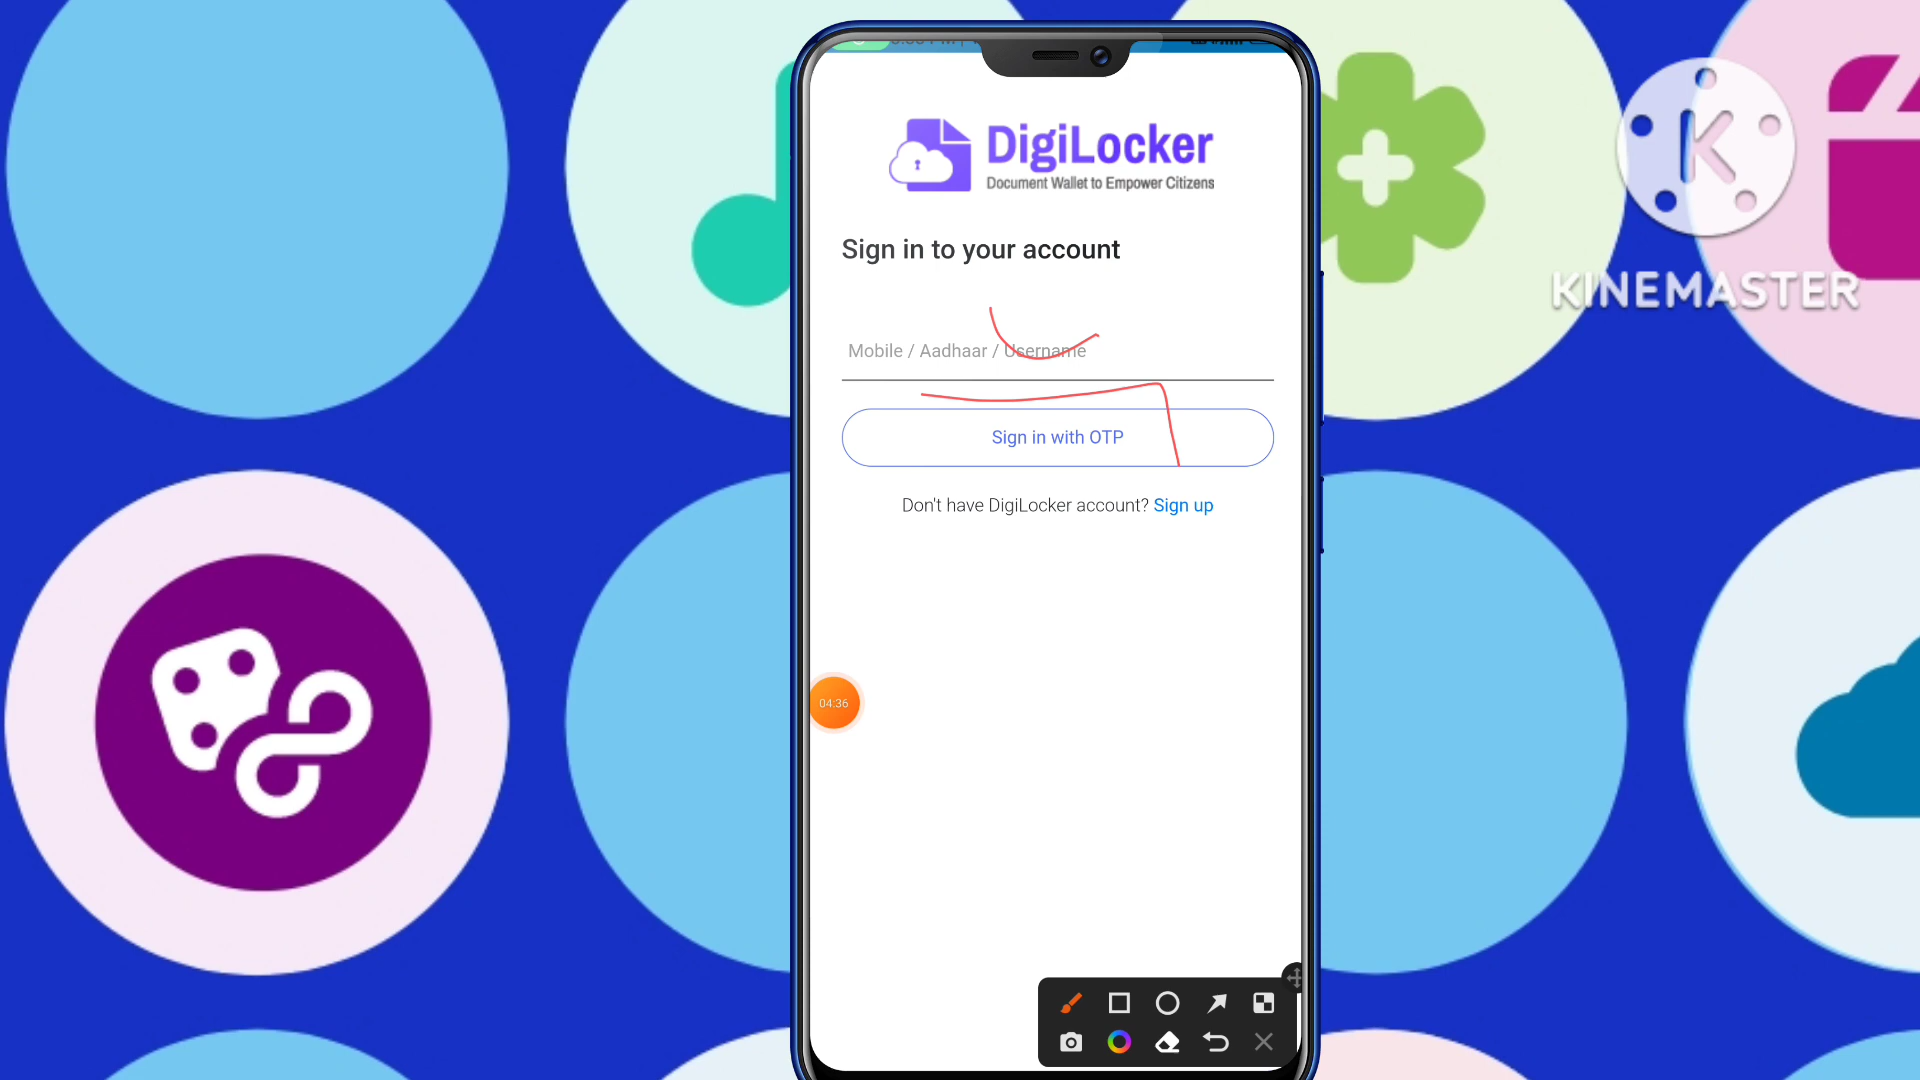 DigiLocker
Document Wallet to Empower Citizens
Sign in to your account
Mobile / Aadhaar / Username
Sign in with OTP
Don't have DigiLocker account? Sign up
04:36
K
KINEMASTER